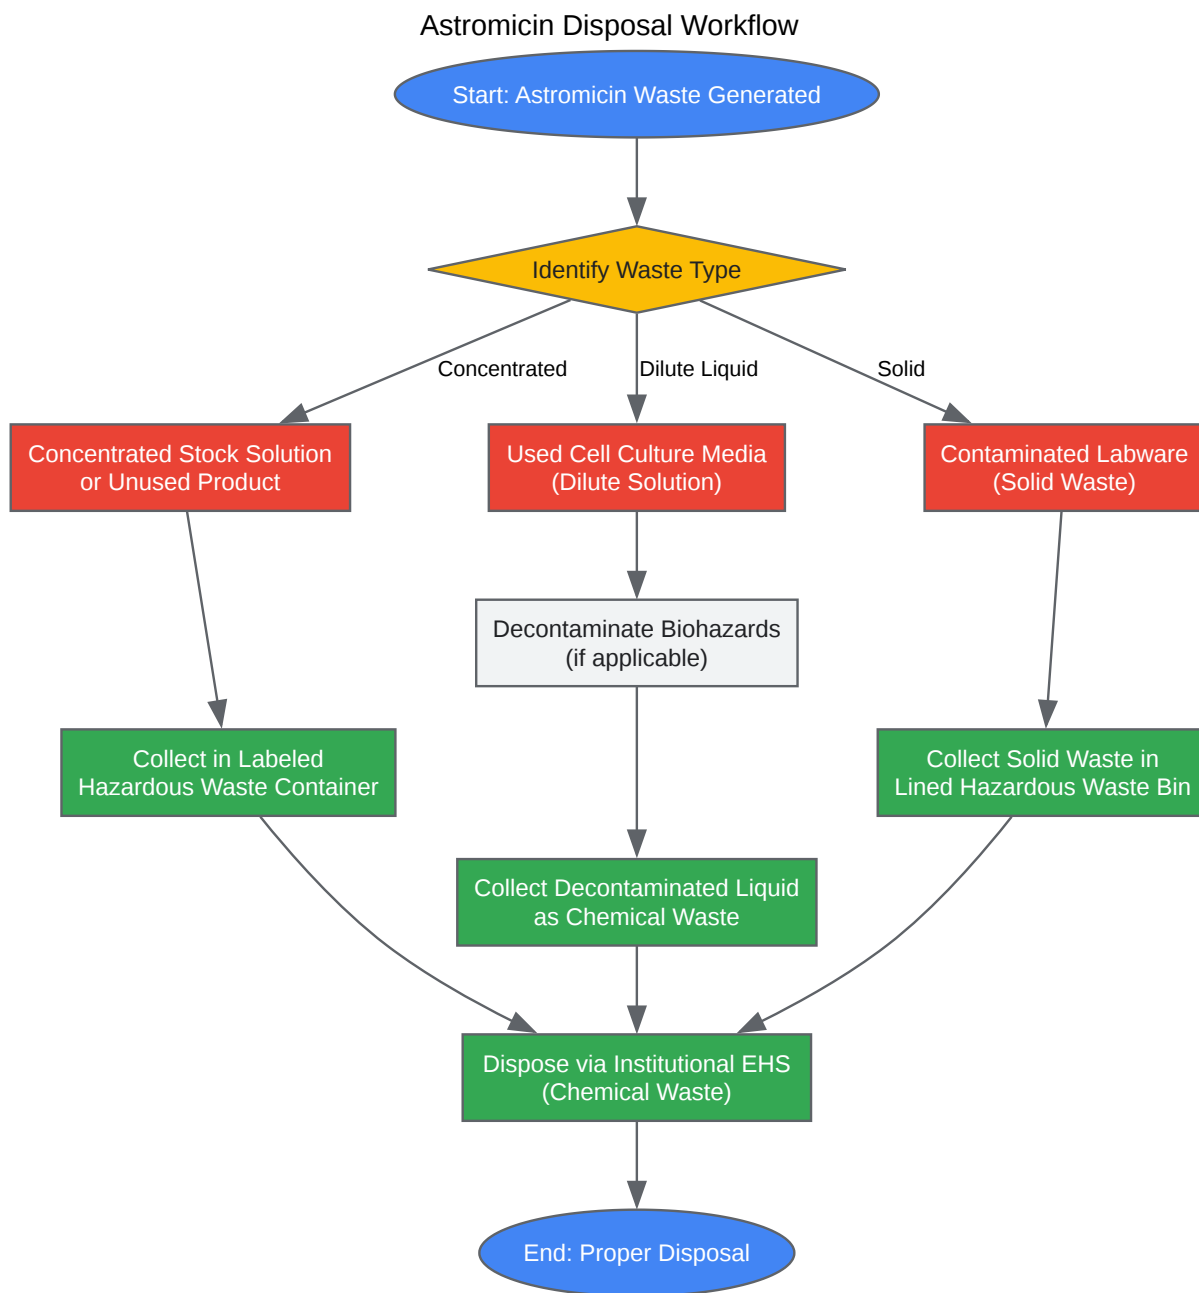 Astromicin Disposal Workflow
Start: Astromicin Waste Generated
Identify Waste Type
Concentrated
Dilute Liquid
Solid
Concentrated Stock Solution
or Unused Product
Used Cell Culture Media
(Dilute Solution)
Contaminated Labware
(Solid Waste)
Decontaminate Biohazards
(if applicable)
Collect in Labeled
Hazardous Waste Container
Collect Solid Waste in
Lined Hazardous Waste Bin
Collect Decontaminated Liquid
as Chemical Waste
Dispose via Institutional EHS
(Chemical Waste)
End: Proper Disposal